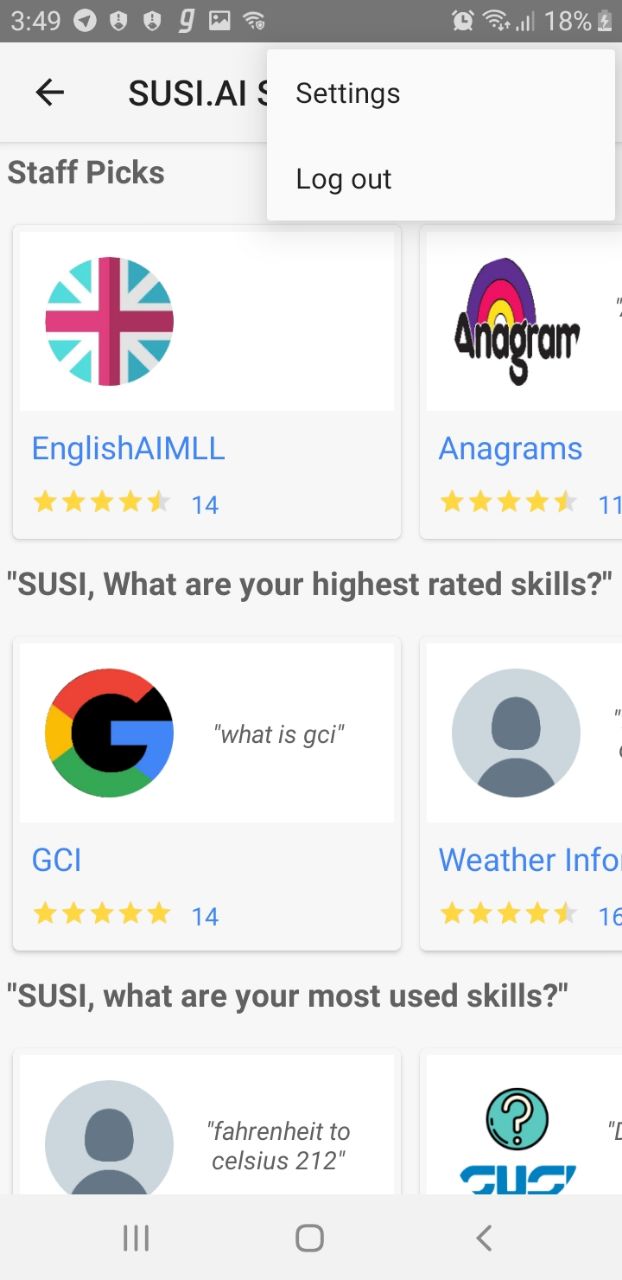 3:49
18%
SUSI.AI S
Settings
Log out
Staff Picks
Anagram
EnglishAIMLL
14
Anagrams
11
"SUSI, What are your highest rated skills?"
"what is gci"
GCI
14
Weather Infor
16
"SUSI, what are your most used skills?"
"fahrenheit to
celsius 212"
"D
SUSI